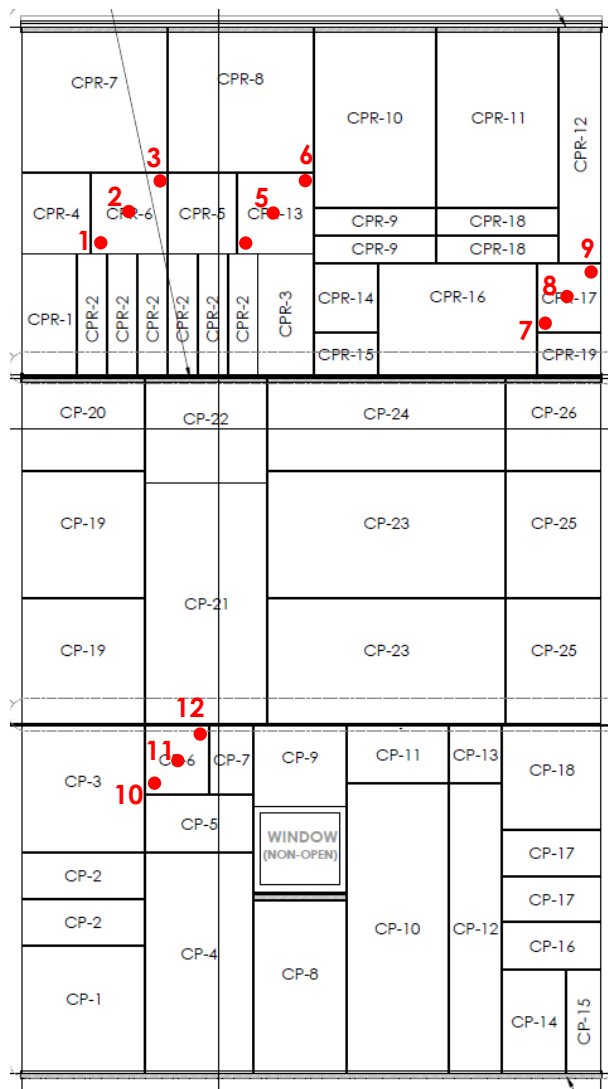 CPR-7
CPR-8
CPR-10
CPR-11
CPR-12
3
6
2
5
CPR-4
CPR-6
CPR-5
CPR-13
1
CPR-9
CPR-18
CPR-9
CPR-18
9
8
CPR-14
CPR-16
CPR-17
7
CPR-1
CPR-2
CPR-2
CPR-2
CPR-2
CPR-2
CPR-2
CPR-3
CPR-15
CPR-19
CP-20
CP-22
CP-24
CP-26
CP-19
CP-23
CP-25
CP-21
CP-19
CP-23
CP-25
12
11
CP-3
CP-6
CP-7
CP-9
CP-11
CP-13
CP-18
10
CP-5
WINDOW
(NON-OPEN)
CP-17
CP-2
CP-17
CP-2
CP-10
CP-12
CP-16
CP-4
CP-8
CP-1
CP-14
CP-15